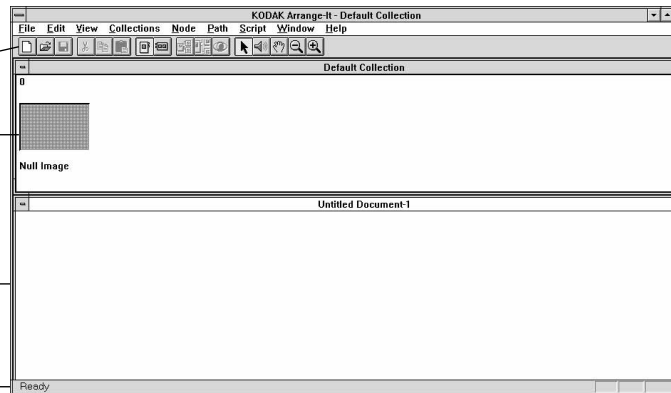 KODAK Arrange-It - Default Collection
File Edit View Collections Node Path Script Window Help
Default Collection
0
Null Image
Untitled Document-1
Ready